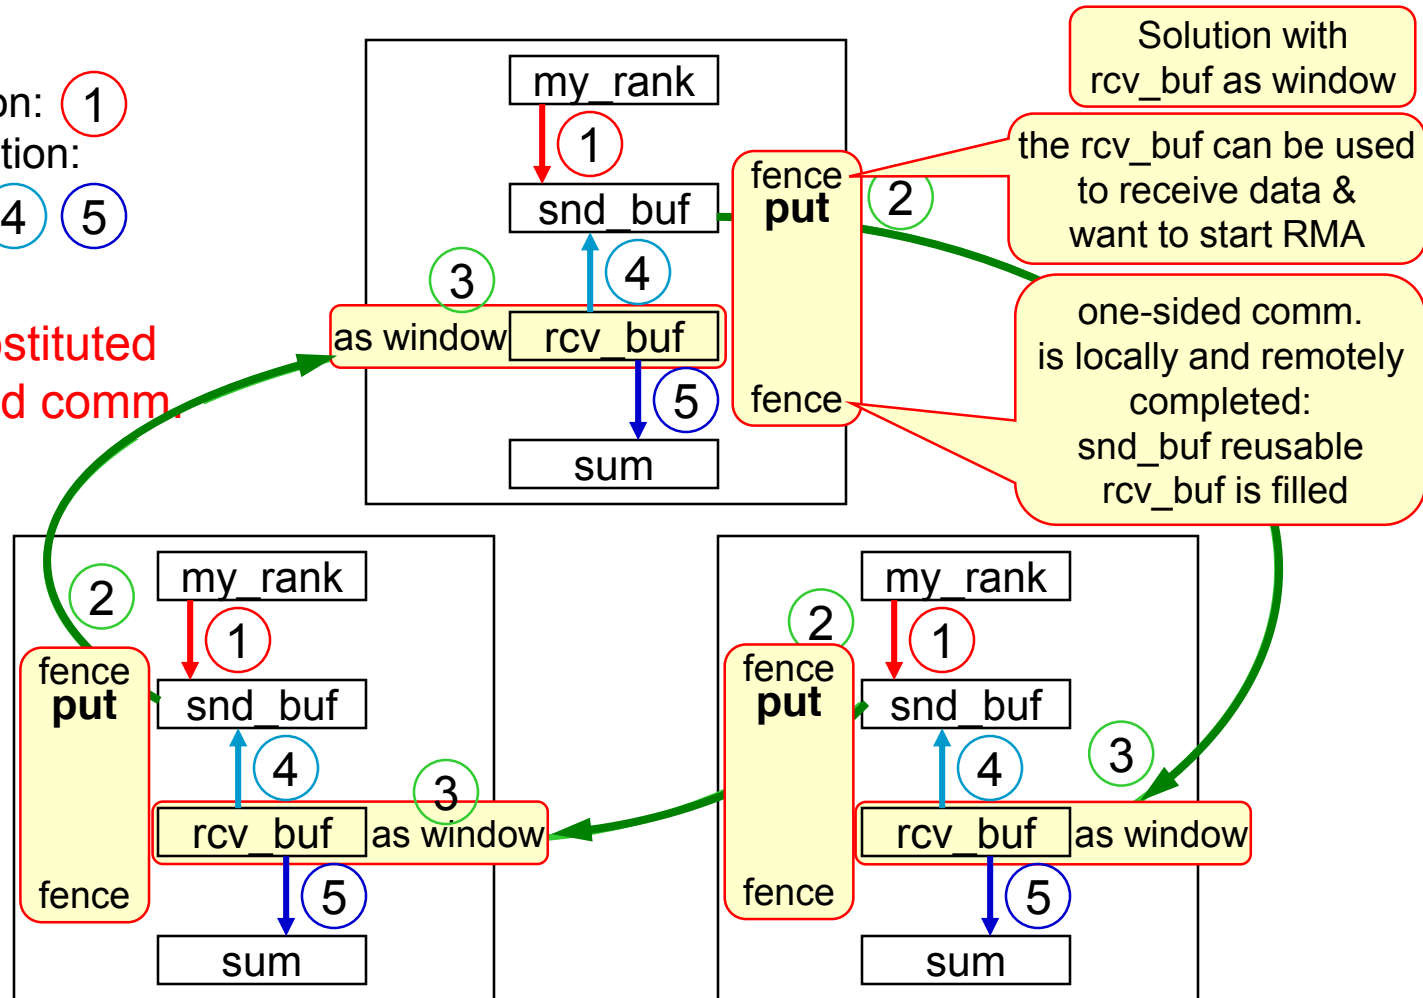 Solution with
rcv_buf as window
on: 1
tion:
4 5
stituted
d comm.
my_rank
1
snd_buf
fence
put
2
3
4
as window
rcv_buf
5
fence
sum
the rcv_buf can be used
to receive data &
want to start RMA
one-sided comm.
is locally and remotely
completed:
snd_buf reusable
rcv_buf is filled
my_rank
2
1
fence
put
snd_buf
4
3
rcv_buf
as window
fence
5
sum
my_rank
2
1
fence
put
snd_buf
4
3
rcv_buf
as window
fence
5
sum